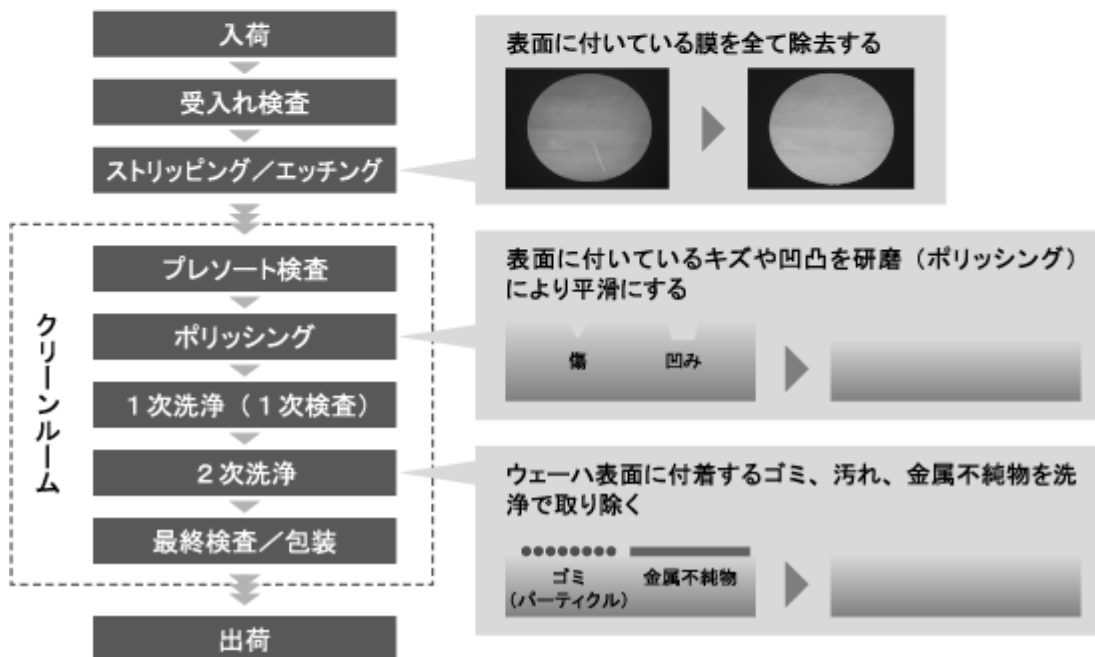 入荷
受入れ検査
ストリッピング／エッチング
表面に付いている膜を全て除去する
クリーンルーム
プレソート検査
ポリッシング
１次洗浄（１次検査）
２次洗浄
最終検査／包装
出荷
表面に付いているキズや凹凸を研磨（ポリッシング）
により平滑にする
傷
凹み
ウェーハ表面に付着するゴミ、汚れ、金属不純物を洗
浄で取り除く
ゴミ
（パーティクル）
金属不純物